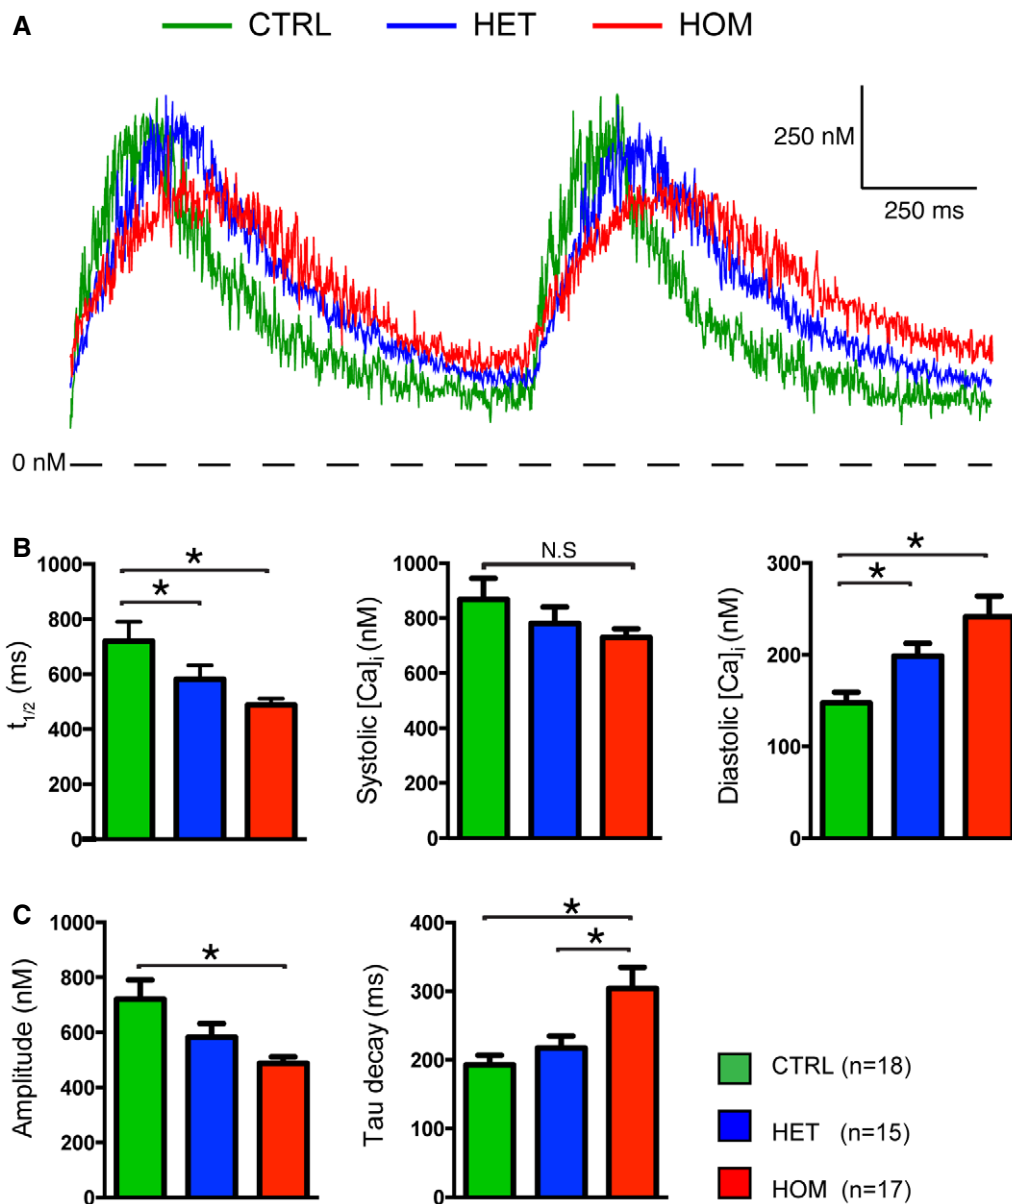 A
CTRL HET HOM
250 nM
250 ms
0 nM
B
t1/2 (ms)
1000
800
600
400
200
0
*
*
Systolic [Ca]i (nM)
1000
800
600
400
200
0
N.S
Diastolic [Ca]i (nM)
300
200
100
0
*
*
C
Amplitude (nM)
1000
800
600
400
200
0
*
Tau decay (ms)
400
300
200
100
0
*
*
CTRL (n=18)
HET (n=15)
HOM (n=17)